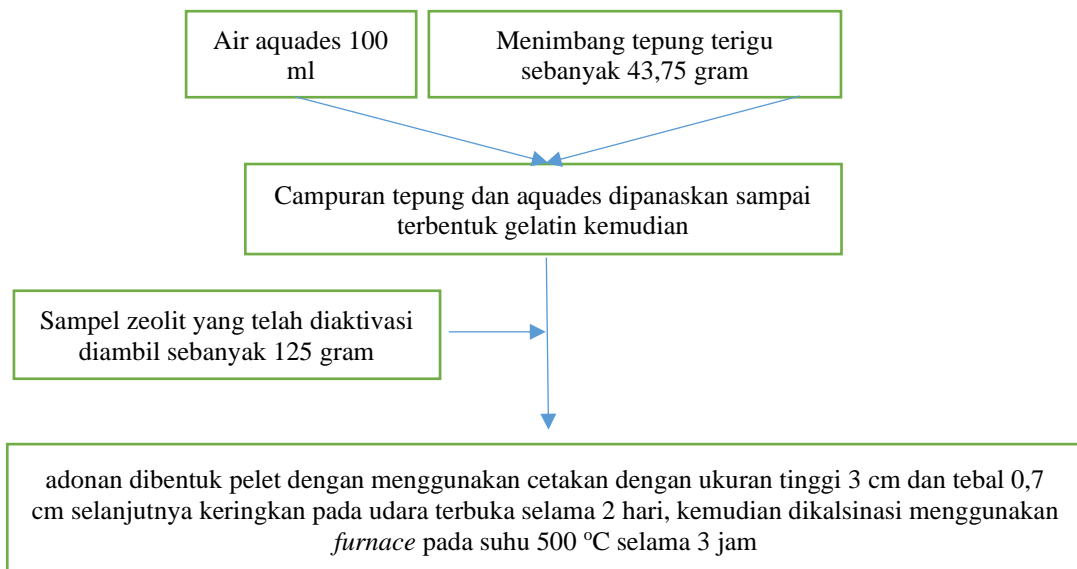 Air aquades 100
ml
Menimbang tepung terigu
sebanyak 43,75 gram
Campuran tepung dan aquades dipanaskan sampai
terbentuk gelatin kemudian
Sampel zeolit yang telah diaktivasi
diambil sebanyak 125 gram
adonan dibentuk pelet dengan menggunakan cetakan dengan ukuran tinggi 3 cm dan tebal 0,7
cm selanjutnya keringkan pada udara terbuka selama 2 hari, kemudian dikalsinasi menggunakan
furnace pada suhu 500 °C selama 3 jam